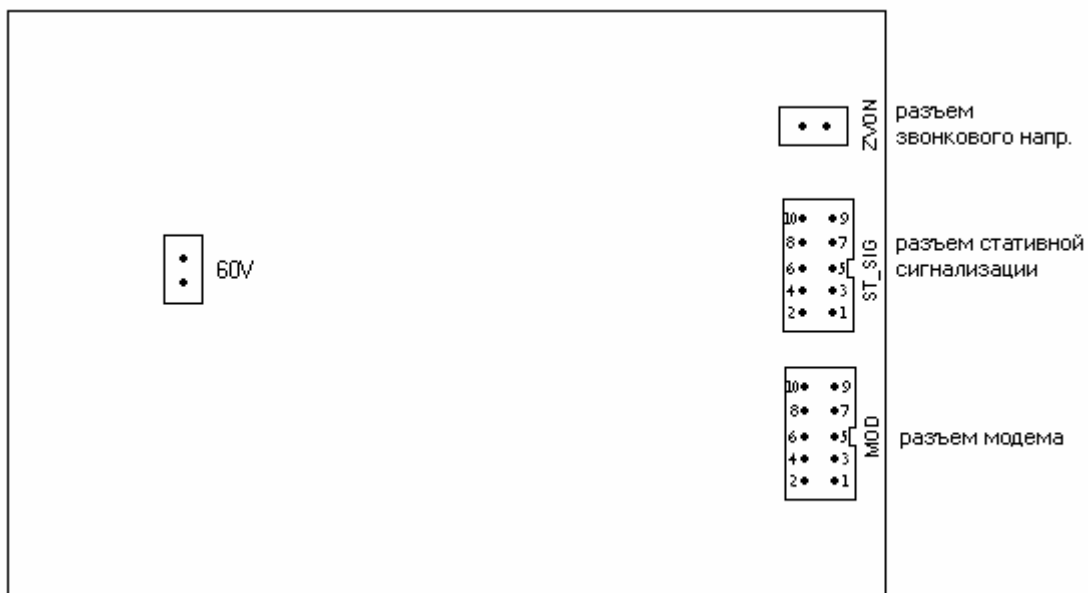 ZVON
разъем
звонкового напр.
10 9
8 7
6 5
4 3
2 1
ST_SIG
разъем стативной
сигнализации
60V
10 9
8 7
6 5
4 3
2 1
MOD
разъем модема